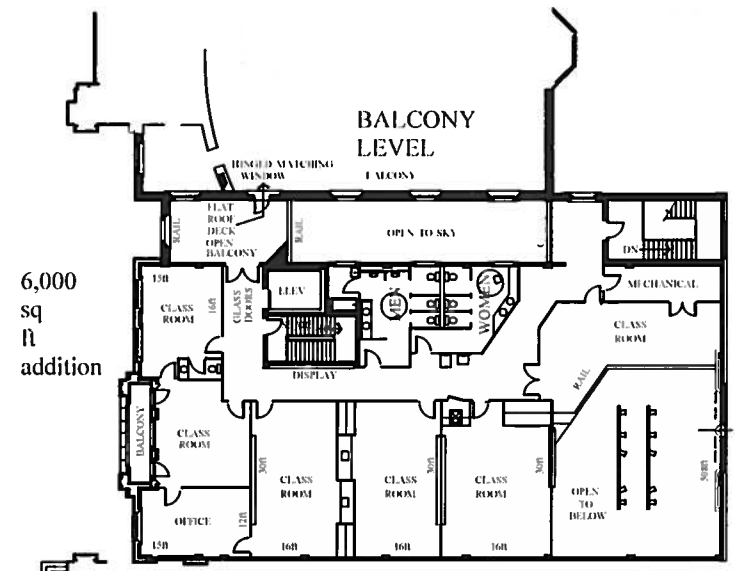 BALCONY
LEVEL
HINGED MATCHING
WINDOW
BALCONY
FLAT
ROOF
DECK
OPEN
BALCONY
RAIL
RAIL
OPEN TO SKY
DN
MECHANICAL
6,000
sq
ft
addition
15ft
CLASS
ROOM
16ft
GLASS
DOORS
ELEV
MEN
WOMEN
CLASS
ROOM
DISPLAY
RAIL
BALCONY
CLASS
ROOM
30ft
CLASS
ROOM
30ft
CLASS
ROOM
30ft
CLASS
ROOM
OPEN
TO
BELOW
OFFICE
12ft
15ft
16ft
16ft
16ft